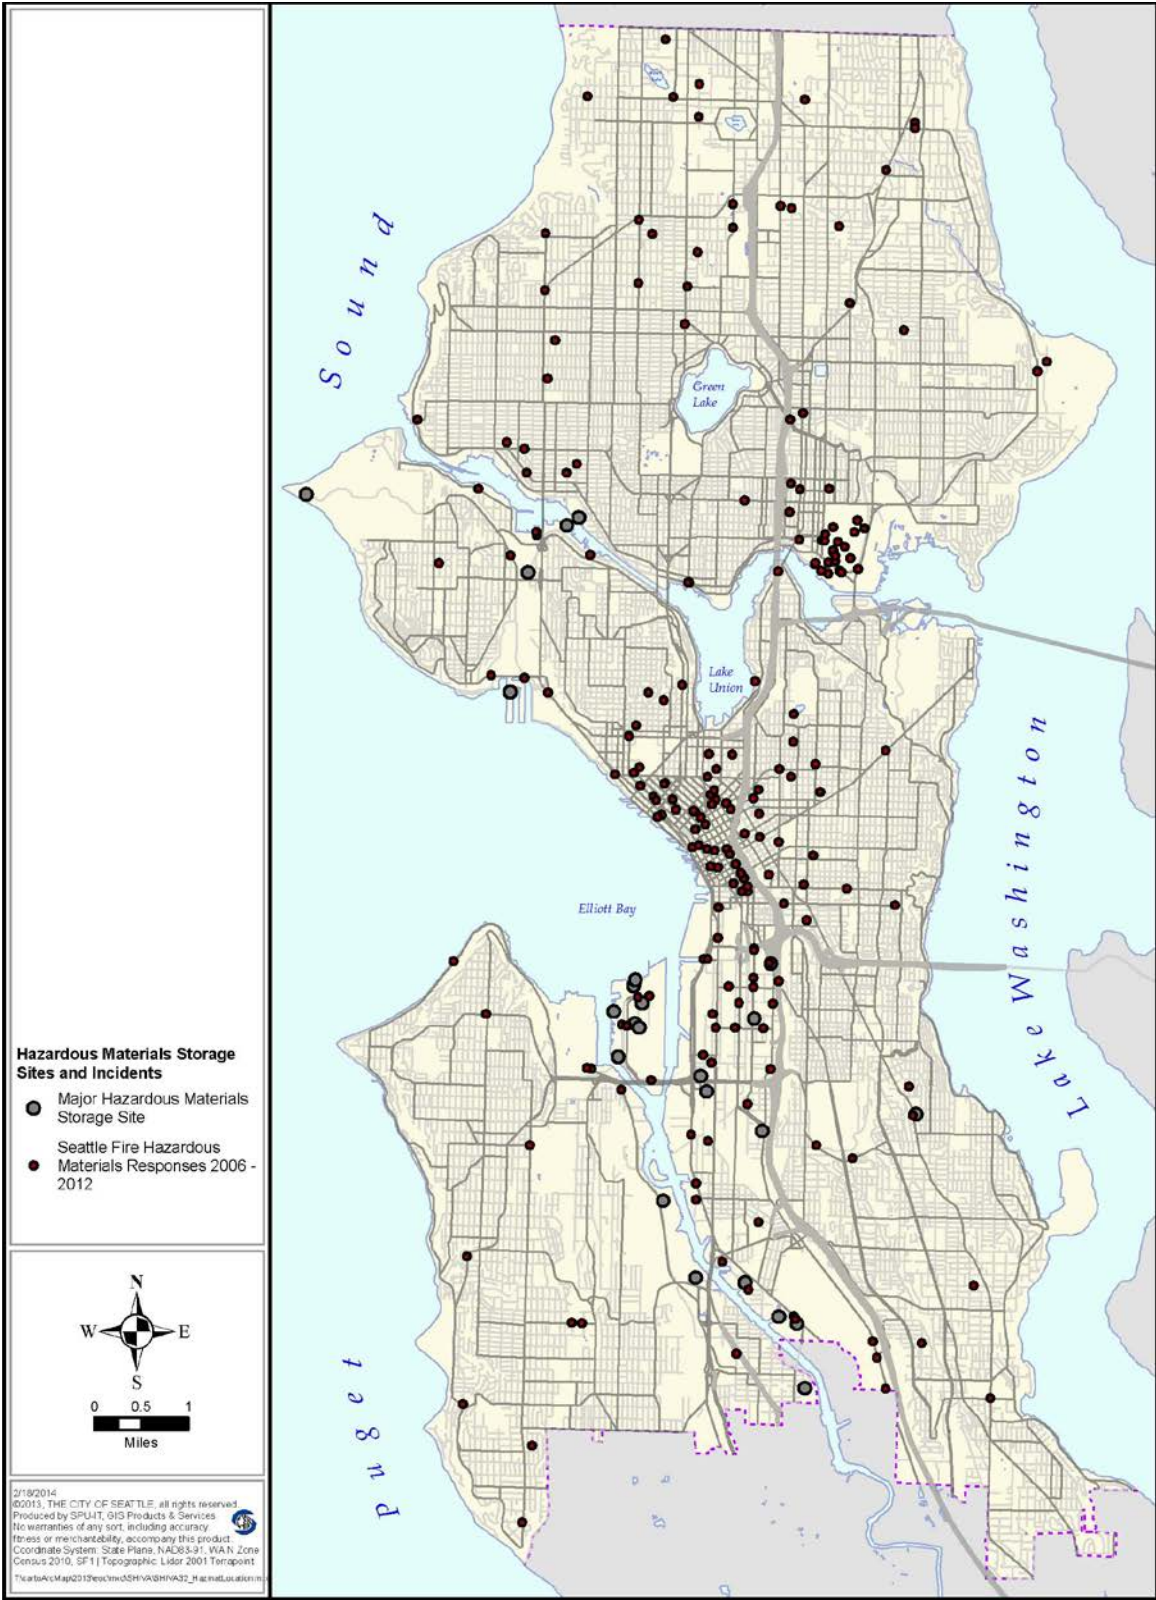 Sound
Green
Lake
Lake
Union
Lake Washington
Elliott Bay
Puget
Hazardous Materials Storage
Sites and Incidents
Major Hazardous Materials
Storage Site
Seattle Fire Hazardous
Materials Responses 2006 -
2012
N
W E
S
0 0.5 1
Miles
2/18/2014
©2013, THE CITY OF SEATTLE, all rights reserved.
Produced by SPU-IT, GIS Products & Services
No warranties of any sort, including accuracy,
fitness or merchantability, accompany this product.
Coordinate System: State Plane, NAD83-91, WA N Zone
Census 2010, SF1 | Topographic: Lidar 2001 Terrapoint